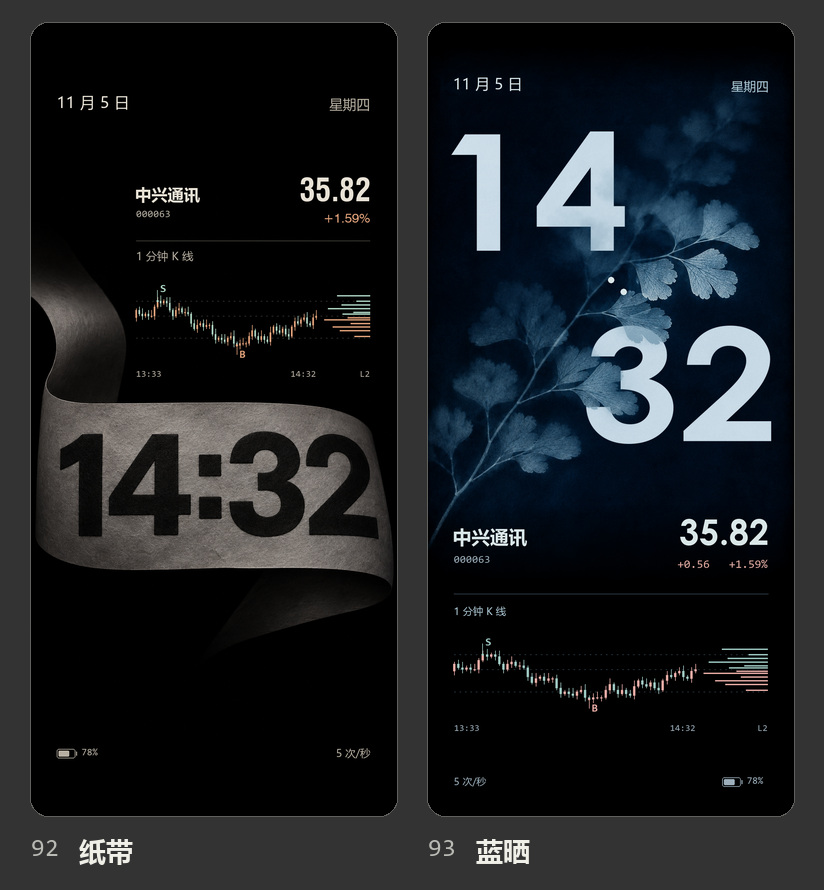 11 月 5 日
星期四
中兴通讯
35.82
000063
+1.59%
1 分钟 K 线
S
B
13:33
14:32
L2
14:32
78%
5 次/秒
92 纸带
11 月 5 日
星期四
14
32
中兴通讯
35.82
000063
+0.56
+1.59%
1 分钟 K 线
S
B
13:33
14:32
L2
5 次/秒
78%
93 蓝晒